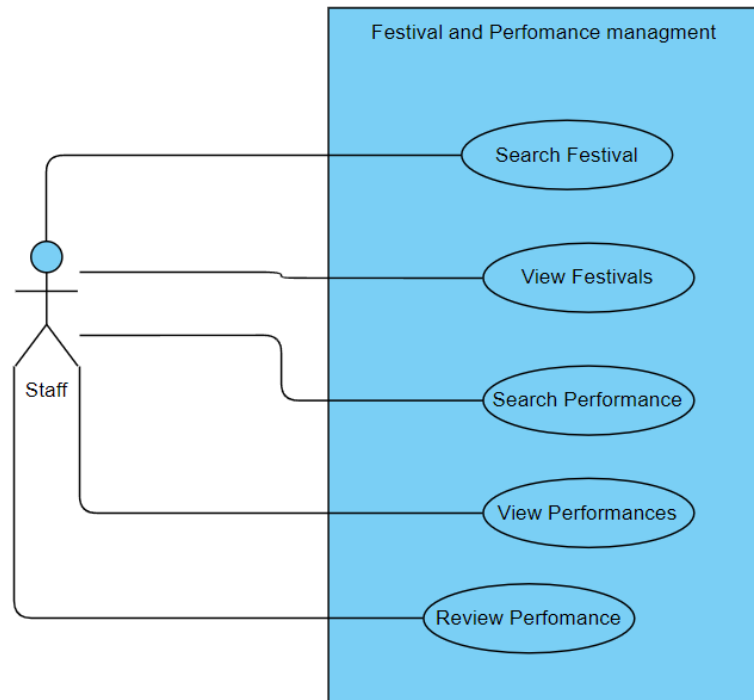 Festival and Perfomance managment
Search Festival
View Festivals
Search Performance
Staff
View Performances
Review Perfomance